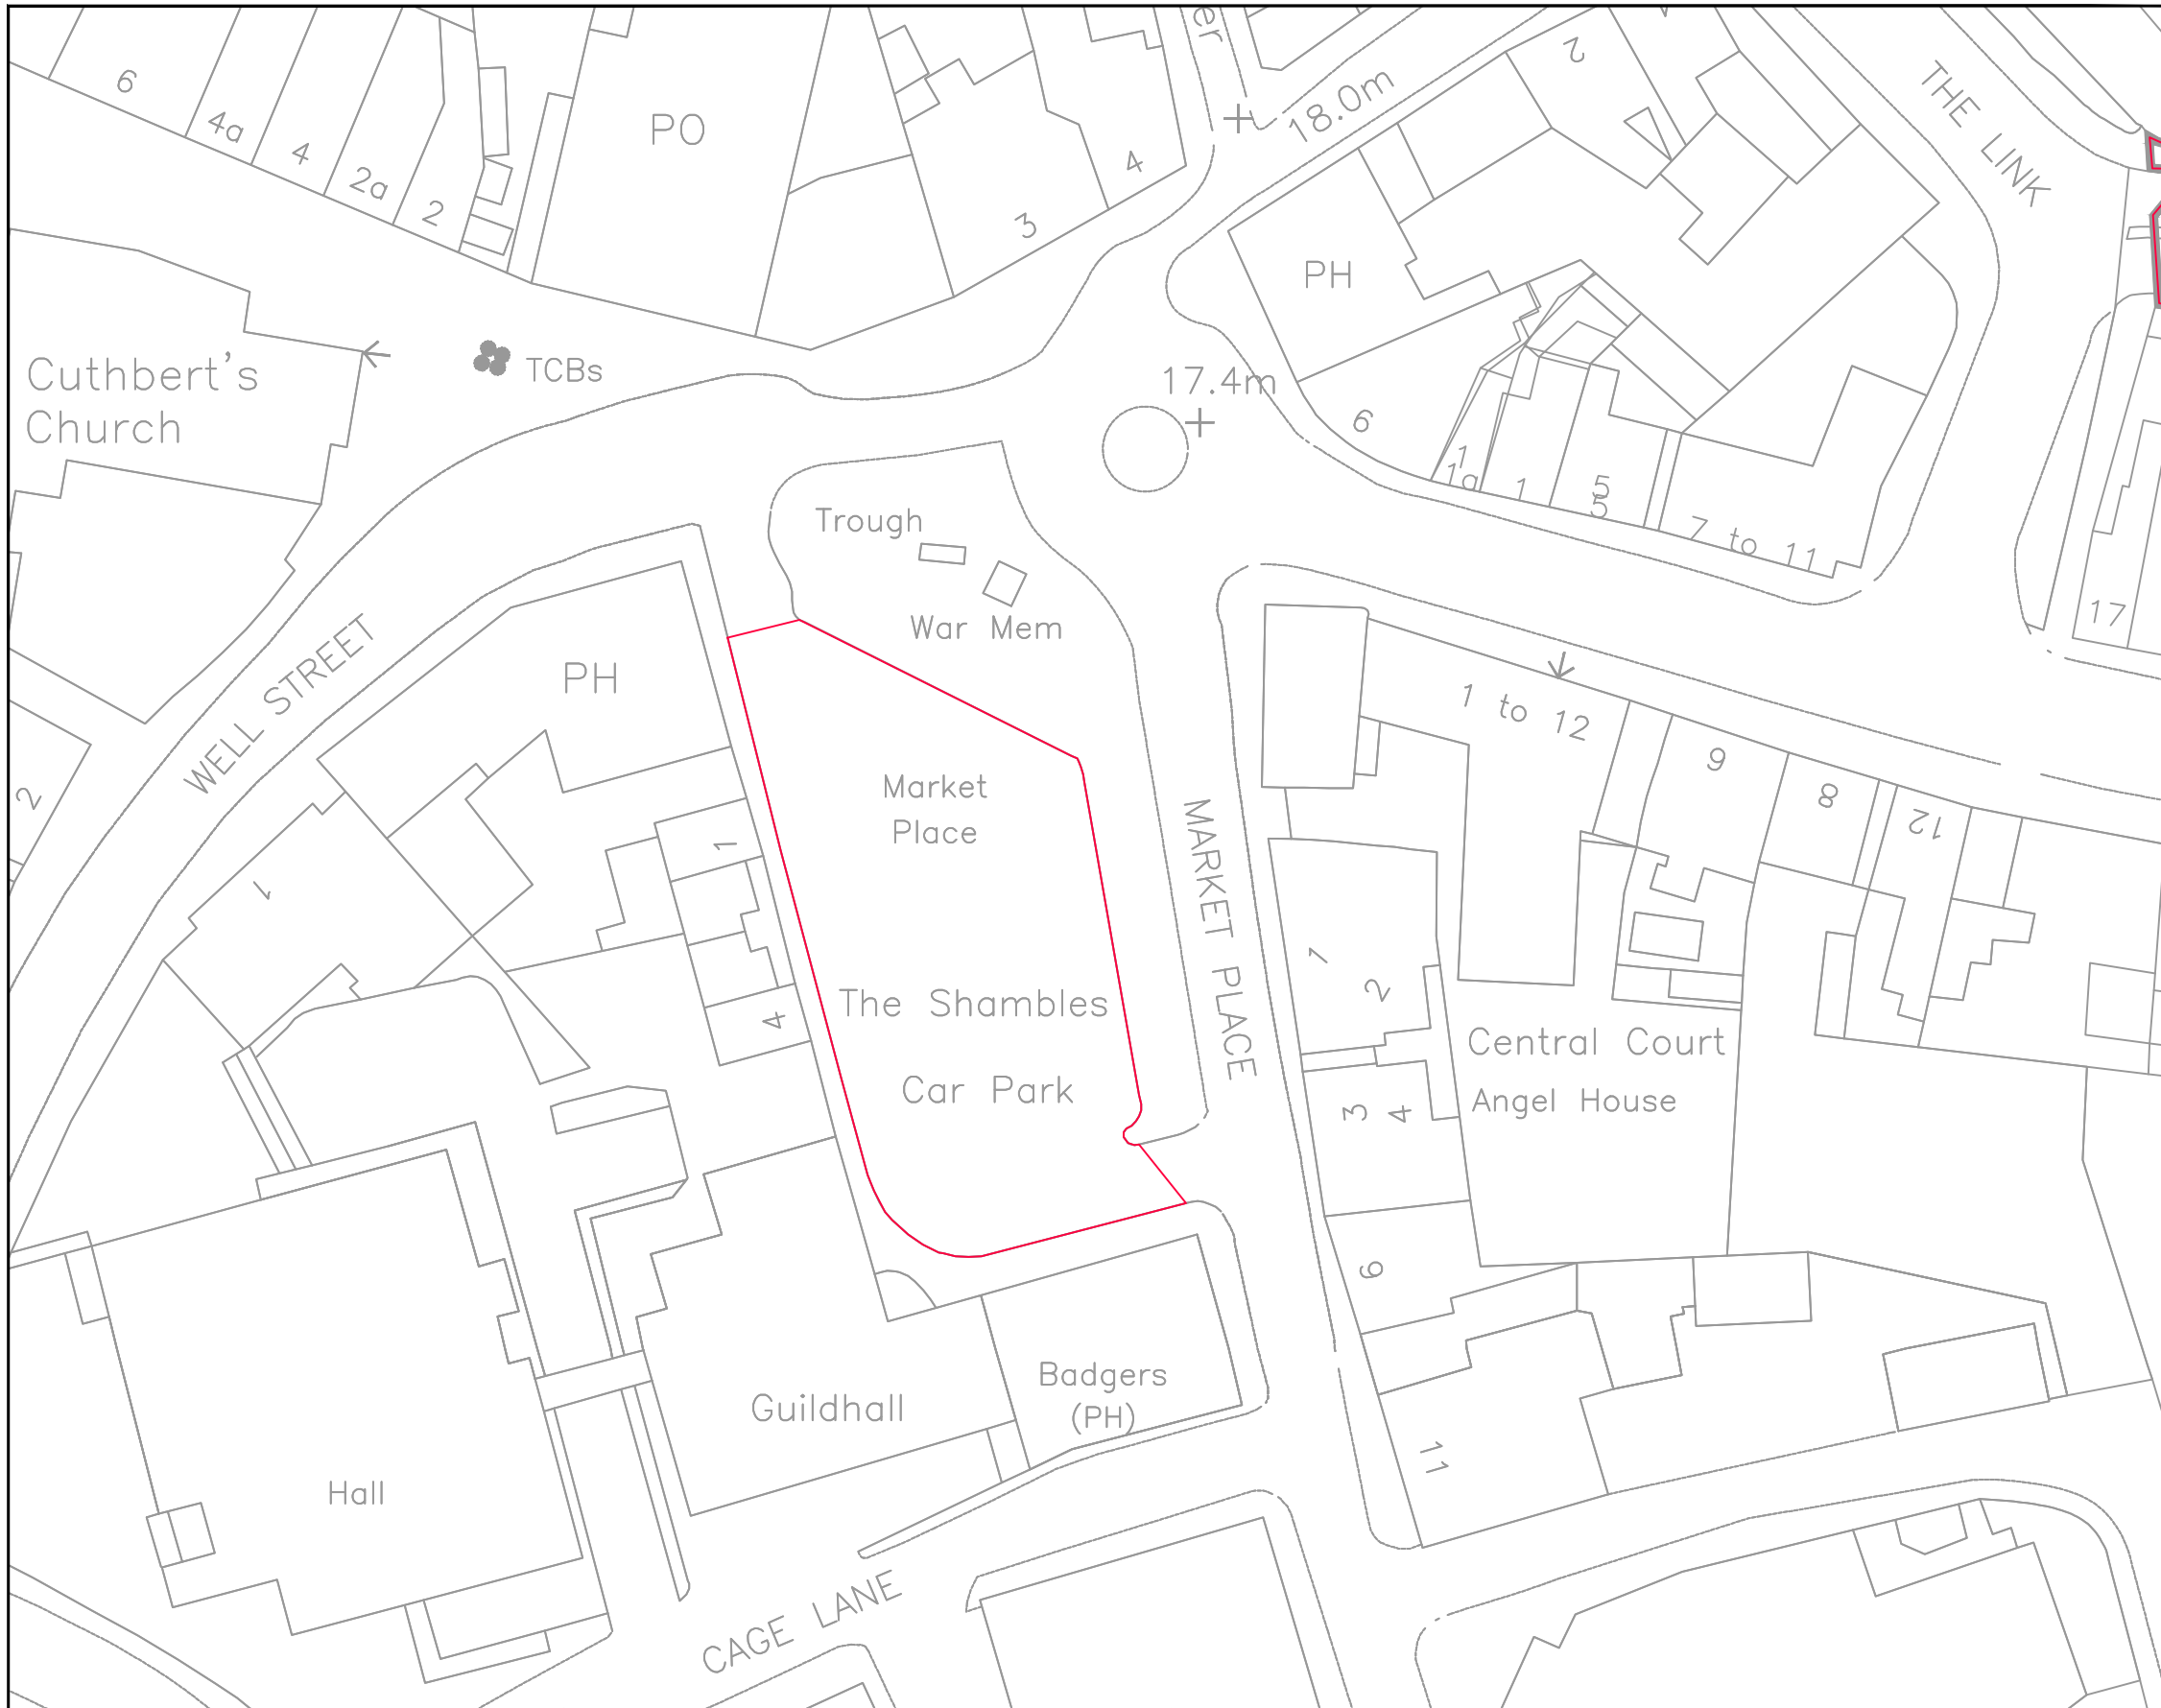 er
6
4a
4
2a
2
PO
3
4
18.0m
2
THE LINK
PH
Cuthbert's
Church
TCBs
17.4m
6
1
1a
1
5
5
7 to 11
17
Trough
War Mem
WELL STREET
PH
2
1 to 12
9
8
12
Market
Place
1
1
MARKET PLACE
1
2
The Shambles
Car Park
4
Central Court
Angel House
3
4
9
Guildhall
Badgers
(PH)
11
Hall
CAGE LANE